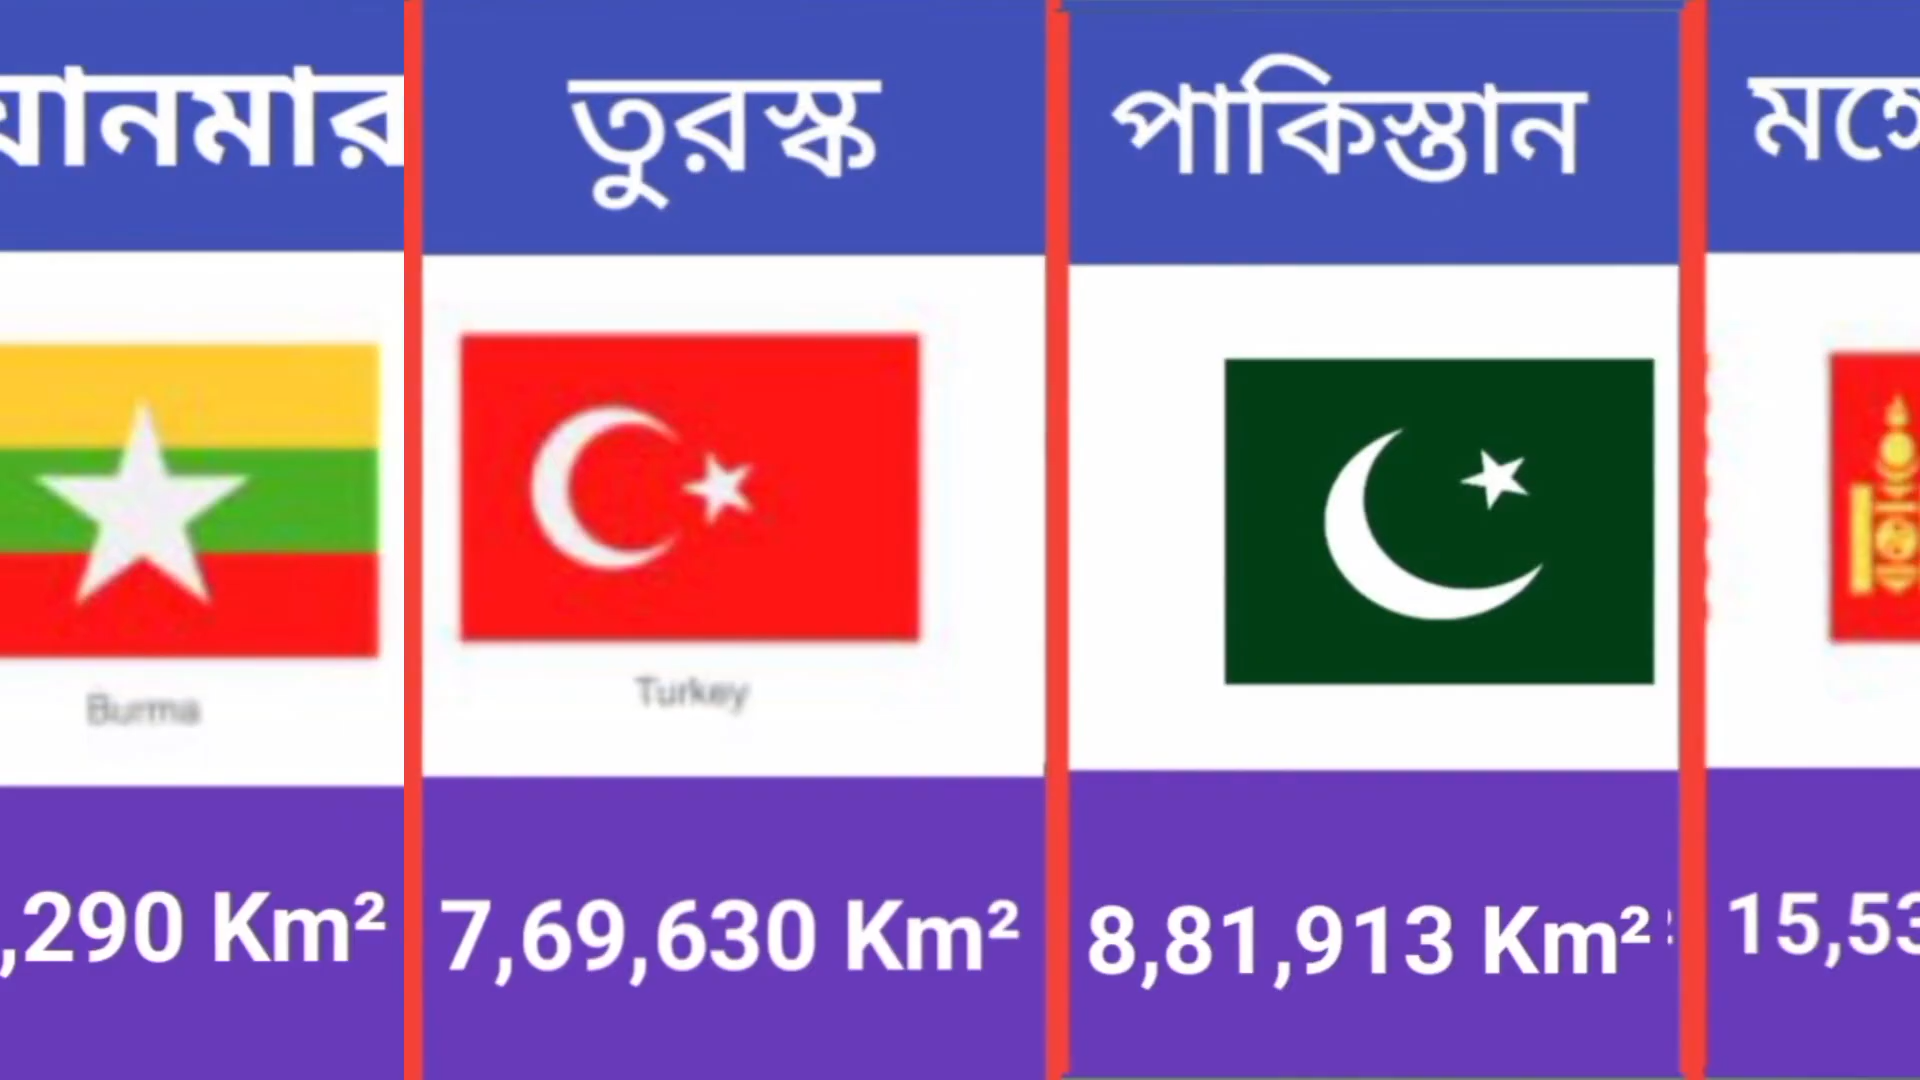 তুরস্ক
পাকিস্তান
Burma
Turkey
,290 Km²
7,69,630 Km²
8,81,913 Km²
15,53